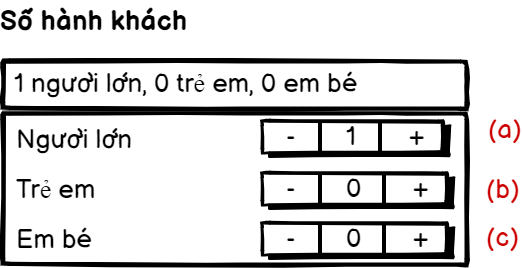 Số hành khách
1 người lớn, 0 trẻ em, 0 em bé
Người lớn - 1 + (a)
Trẻ em - 0 + (b)
Em bé - 0 + (c)